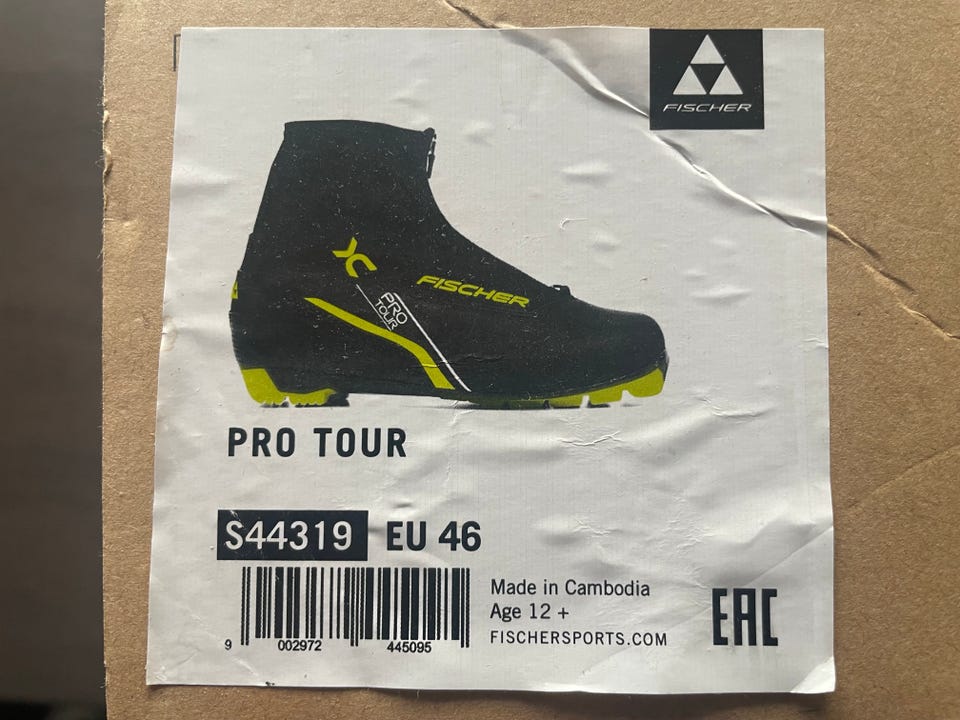 FISCHER
XC
FISCHER
PRO
TOUR
PRO TOUR
S44319 EU 46
Made in Cambodia
Age 12 +
FISCHERSPORTS.COM
EAC
9 002972 445095